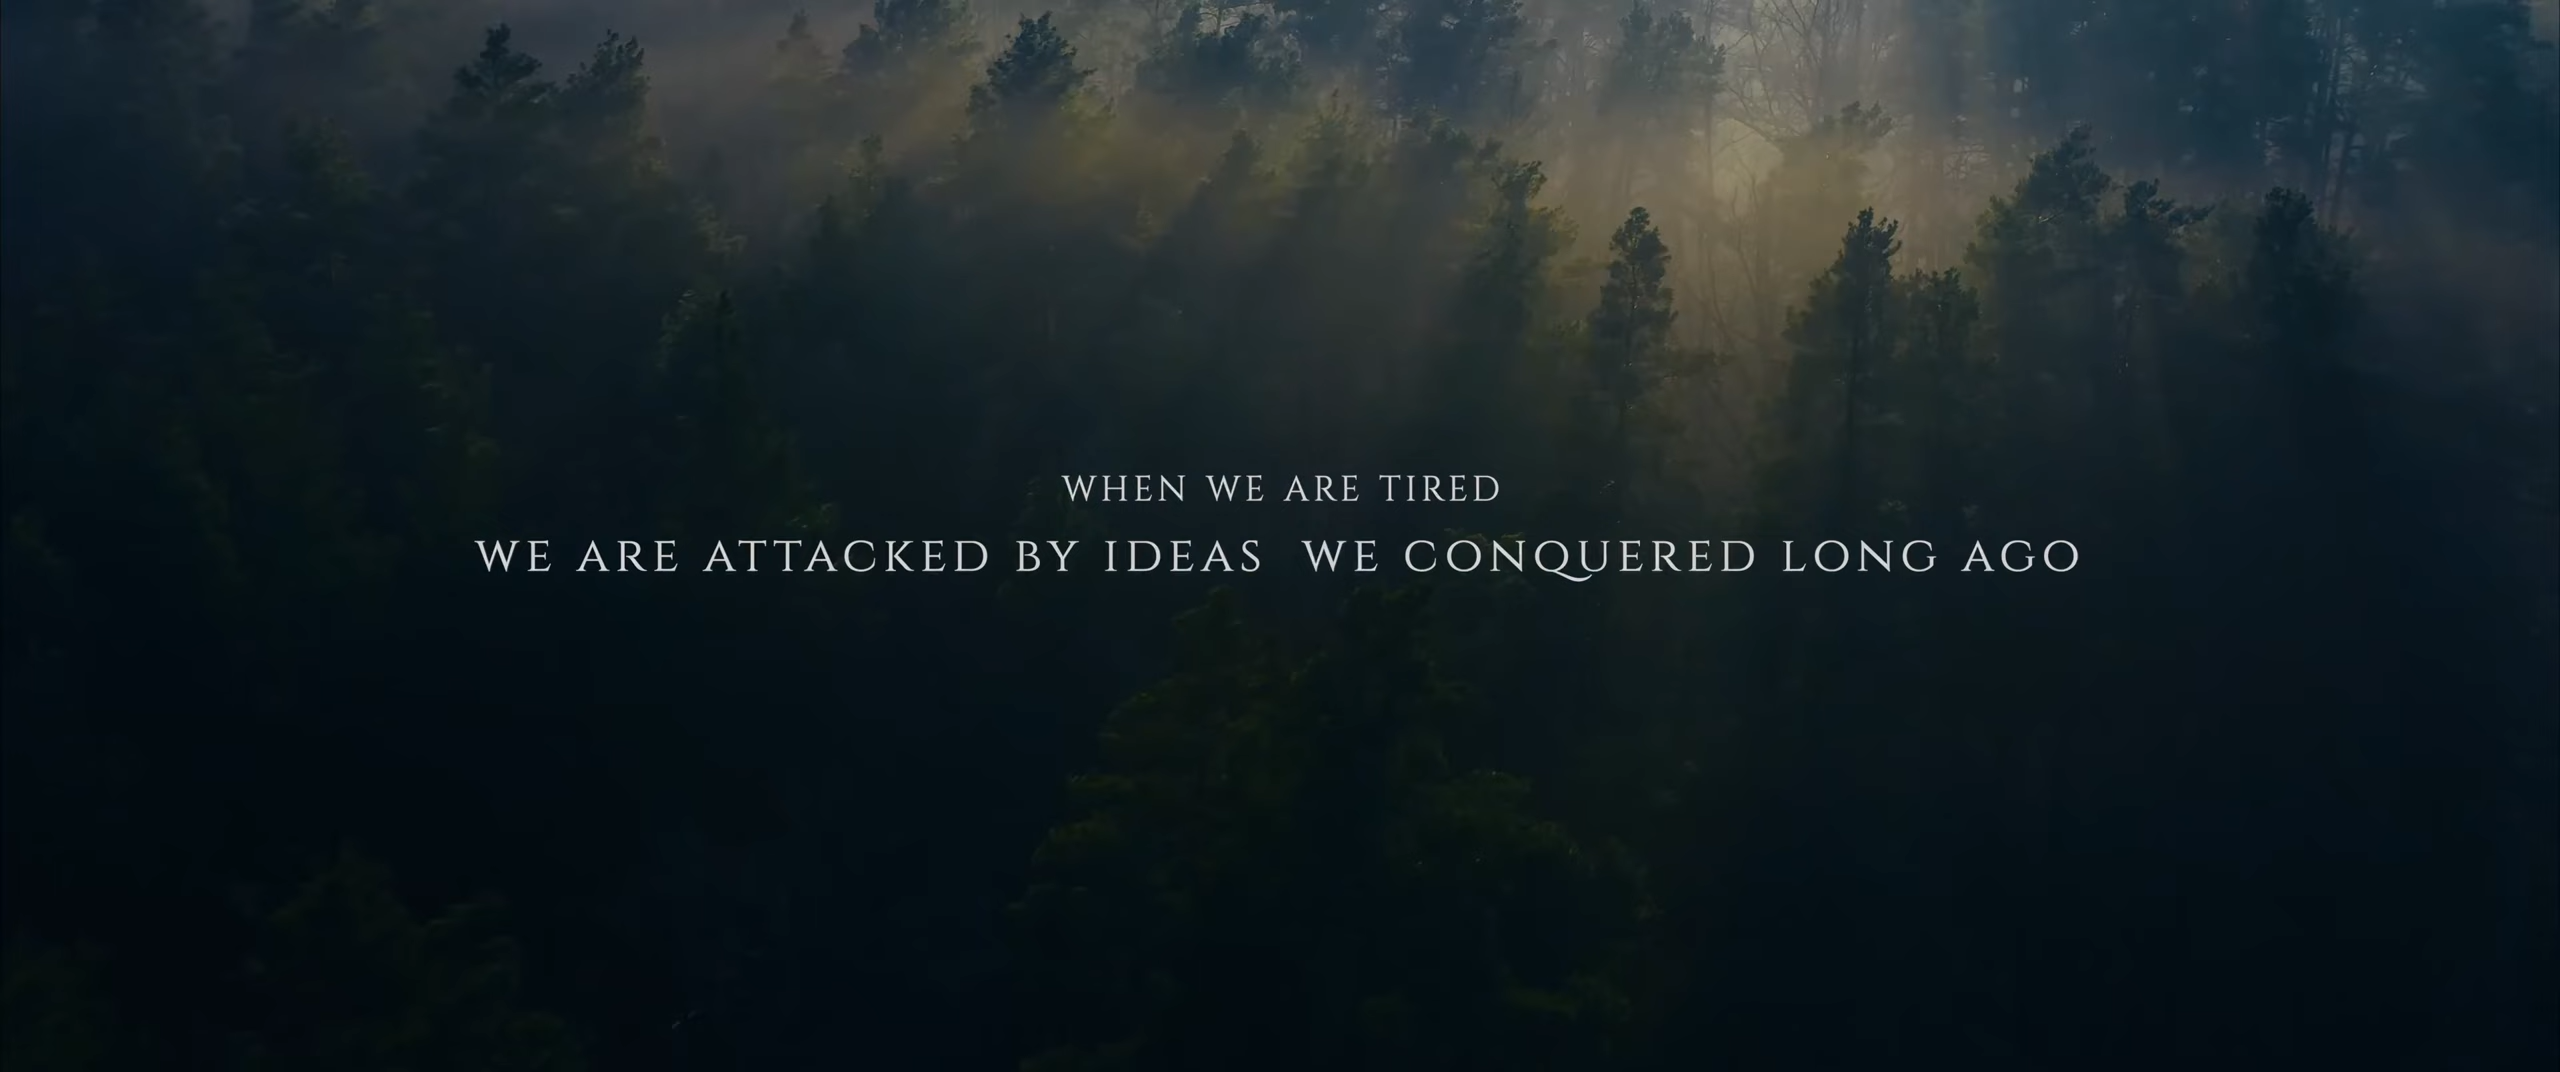 WHEN WE ARE TIRED
WE ARE ATTACKED BY IDEAS WE CONQUERED LONG AGO